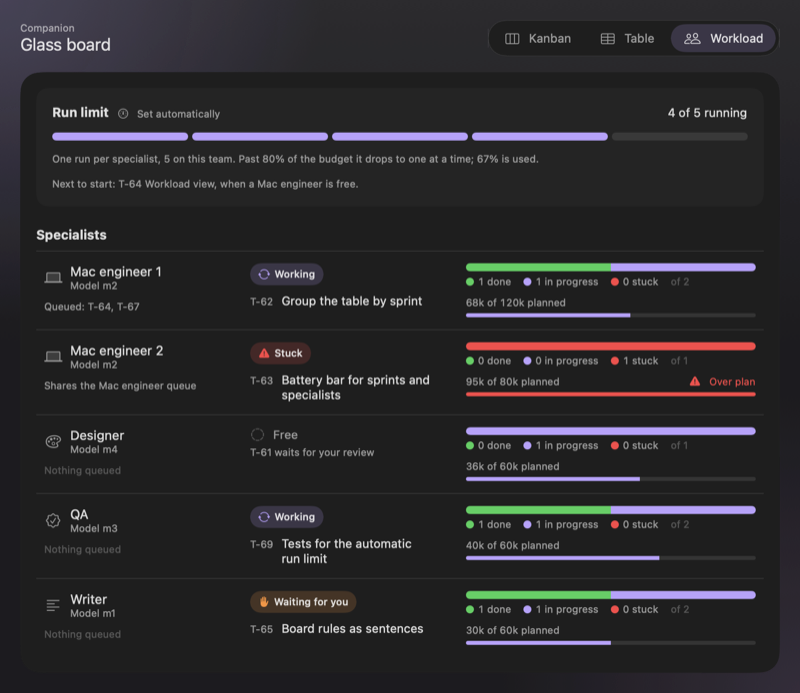 Companion
Glass board
Kanban
Table
Workload
Run limit
Set automatically
4 of 5 running
One run per specialist, 5 on this team. Past 80% of the budget it drops to one at a time; 67% is used.
Next to start: T-64 Workload view, when a Mac engineer is free.
Specialists
Mac engineer 1
Model m2
Queued: T-64, T-67
Working
T-62 Group the table by sprint
1 done 1 in progress 0 stuck of 2
68k of 120k planned
Mac engineer 2
Model m2
Shares the Mac engineer queue
Stuck
T-63 Battery bar for sprints and
specialists
0 done 0 in progress 1 stuck of 1
95k of 80k planned
Over plan
Designer
Model m4
Nothing queued
Free
T-61 waits for your review
0 done 1 in progress 0 stuck of 1
36k of 60k planned
QA
Model m3
Nothing queued
Working
T-69 Tests for the automatic
run limit
1 done 1 in progress 0 stuck of 2
40k of 60k planned
Writer
Model m1
Nothing queued
Waiting for you
T-65 Board rules as sentences
1 done 1 in progress 0 stuck of 2
30k of 60k planned